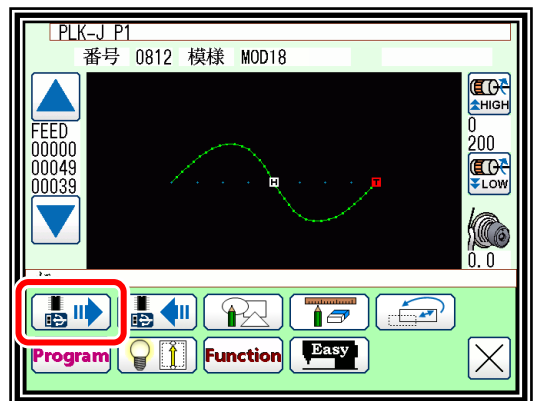 PLK-J P1
番号 0812 模様 MOD18
HIGH
FEED
00000
00049
00039
0
200
LOW
H
T
0.0
Program
Function
Easy